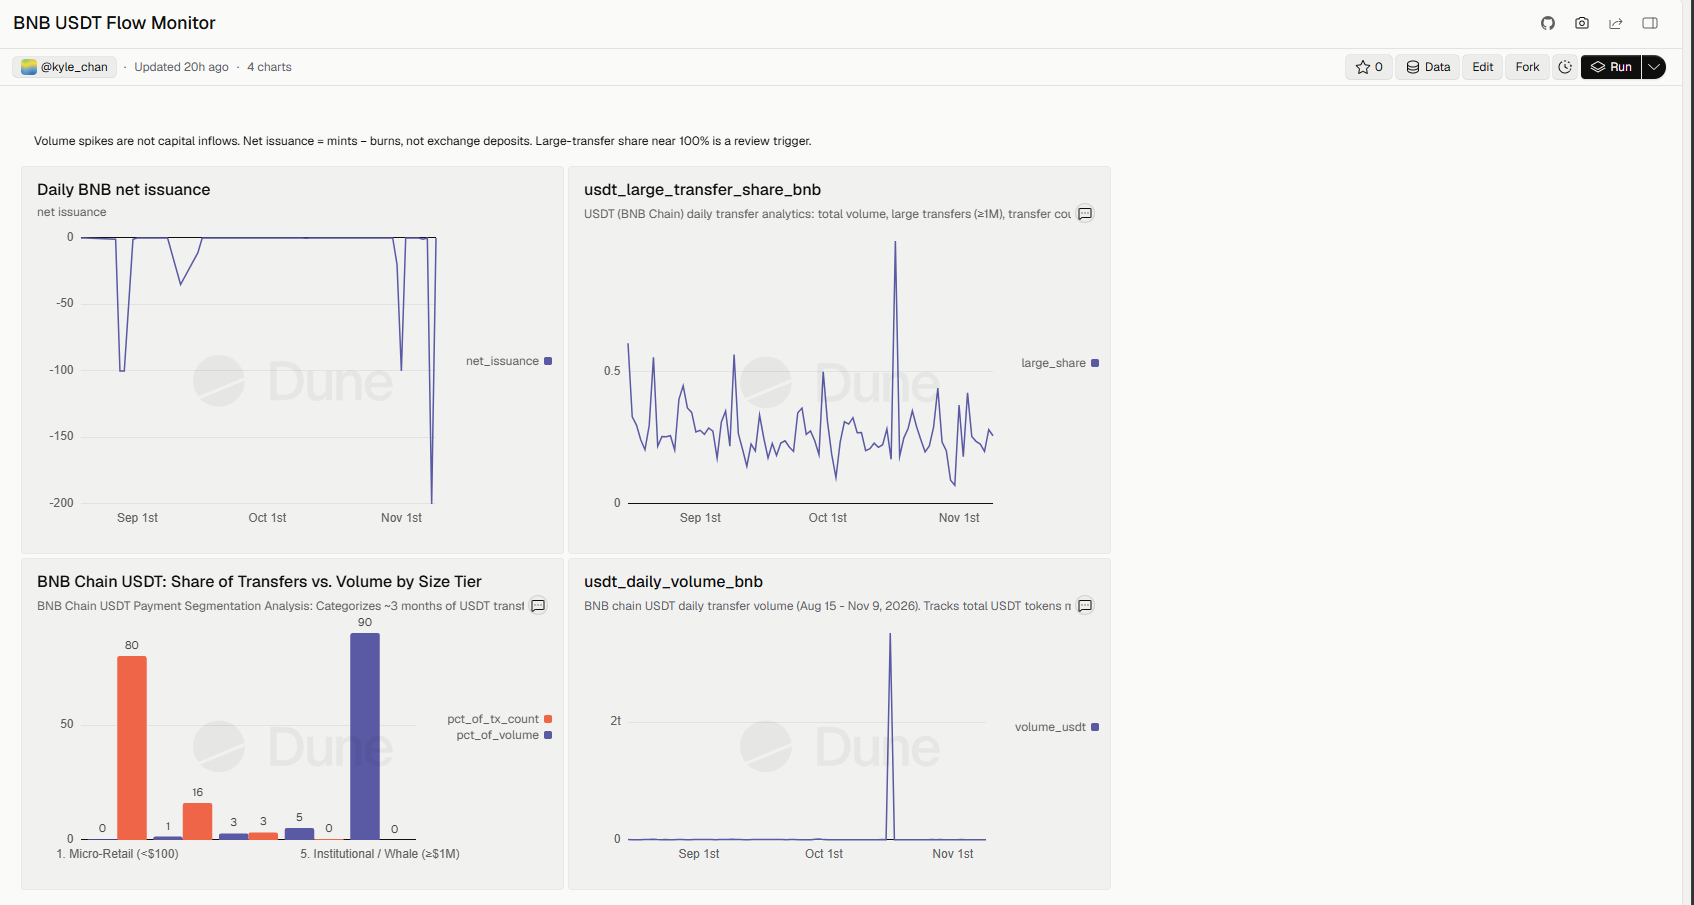 BNB USDT Flow Monitor
@kyle_chan · Updated 20h ago · 4 charts
0 Data Edit Fork Run
Volume spikes are not capital inflows. Net issuance = mints – burns, not exchange deposits. Large-transfer share near 100% is a review trigger.
Daily BNB net issuance
net issuance
0
-50
-100
-150
-200
Sep 1st Oct 1st Nov 1st
net_issuance
Dune
usdt_large_transfer_share_bnb
USDT (BNB Chain) daily transfer analytics: total volume, large transfers (≥1M), transfer cou
0.5
0
Sep 1st Oct 1st Nov 1st
large_share
Dune
BNB Chain USDT: Share of Transfers vs. Volume by Size Tier
BNB Chain USDT Payment Segmentation Analysis: Categorizes ~3 months of USDT transf
50
0
0 80 1 16 3 3 5 0 90 0
1. Micro-Retail (<$100) 5. Institutional / Whale (≥$1M)
pct_of_tx_count
pct_of_volume
Dune
usdt_daily_volume_bnb
BNB chain USDT daily transfer volume (Aug 15 - Nov 9, 2026). Tracks total USDT tokens m
2t
0
Sep 1st Oct 1st Nov 1st
volume_usdt
Dune